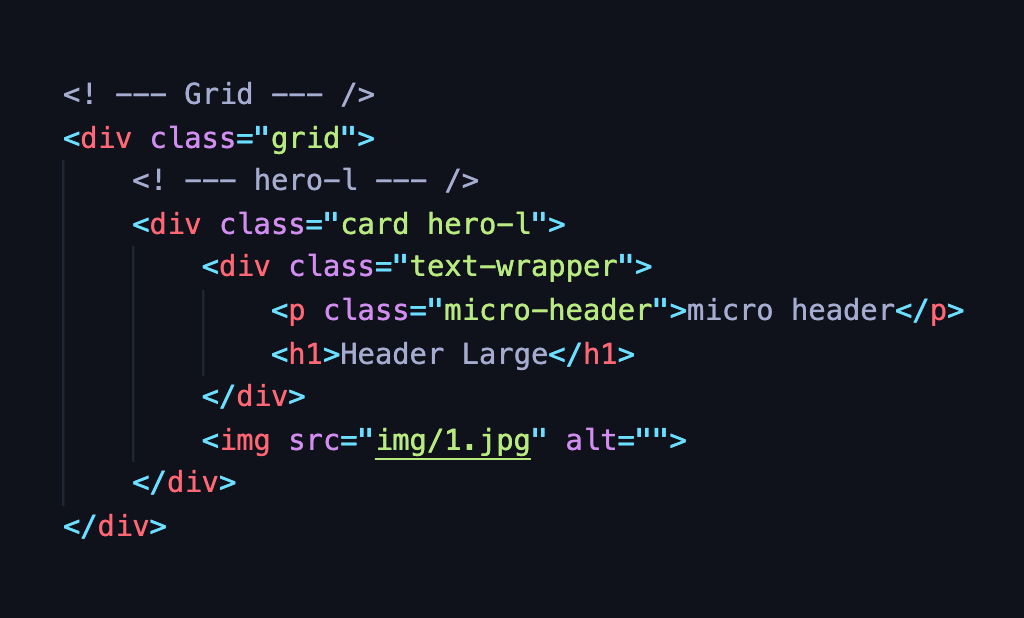 <! --- Grid --- />
<div class="grid">
<! --- hero-l --- />
<div class="card hero-l">
<div class="text-wrapper">
<p class="micro-header">micro header</p>
<h1>Header Large</h1>
</div>
<img src="img/1.jpg" alt="">
</div>
</div>